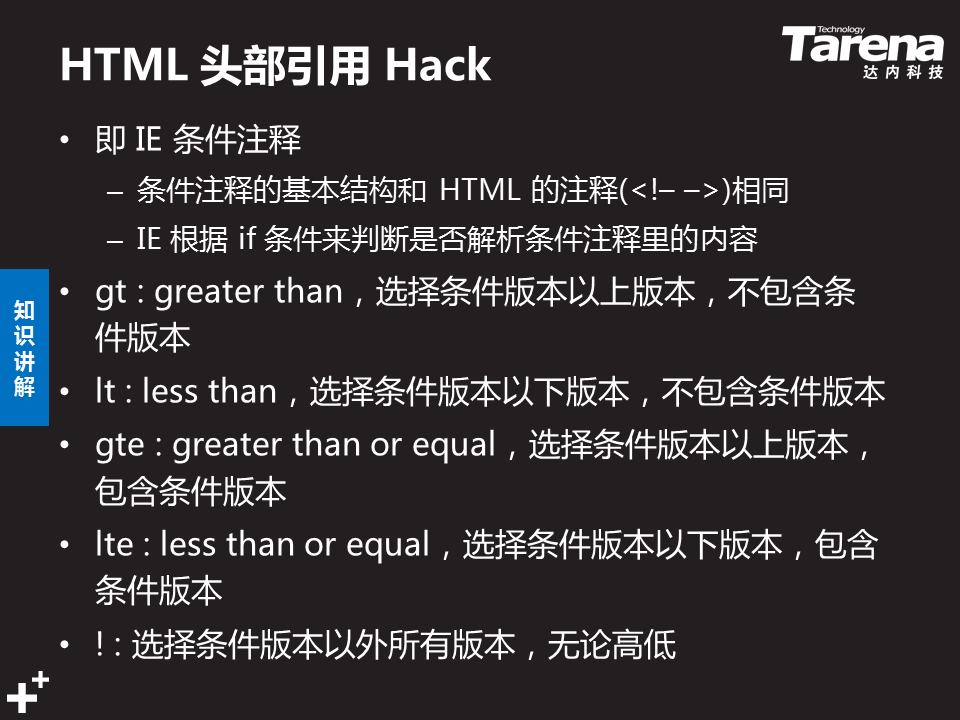 HTML 头部引用 Hack
Technology
Tarena
达内科技
• 即 IE 条件注释
– 条件注释的基本结构和 HTML 的注释(<!– –>)相同
– IE 根据 if 条件来判断是否解析条件注释里的内容
• gt : greater than，选择条件版本以上版本，不包含条
件版本
• lt : less than，选择条件版本以下版本，不包含条件版本
• gte : greater than or equal，选择条件版本以上版本，
包含条件版本
• lte : less than or equal，选择条件版本以下版本，包含
条件版本
• ! : 选择条件版本以外所有版本，无论高低
知
识
讲
解